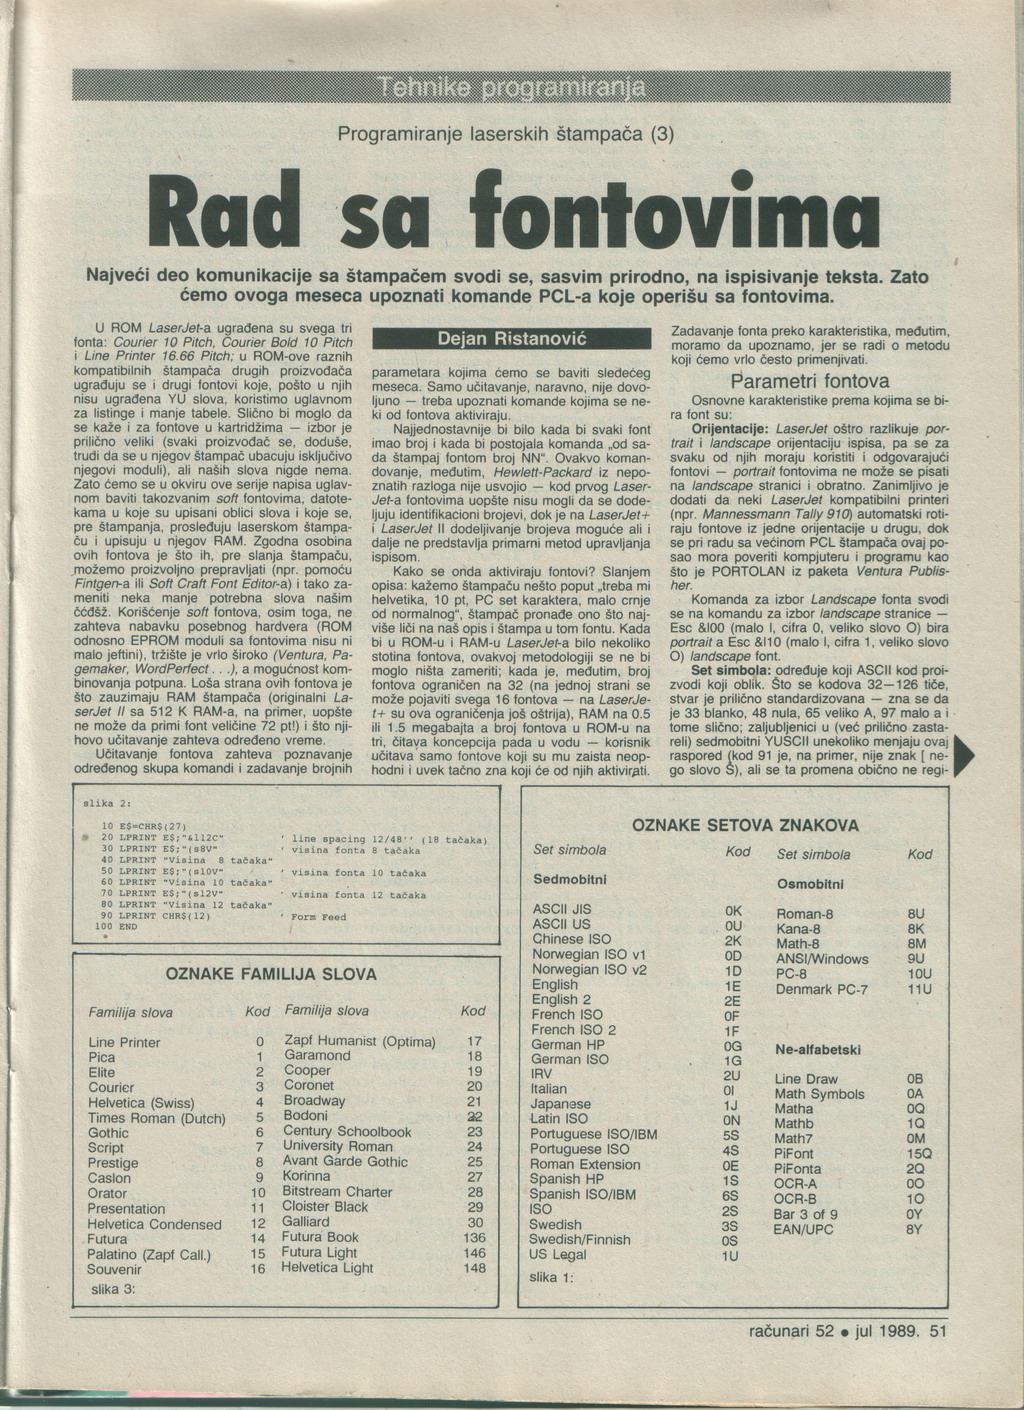 Tehnike programiranja
Programiranje laserskih štampača (3)
Rad sa fontovima
Najveći deo komunikacije sa štampačem svodi se, sasvim prirodno, na ispisivanje teksta. Zato
ćemo ovoga meseca upoznati komande PCL-a koje operišu sa fontovima.
U ROM LaserJet-a ugrađena su svega tri
fonta: Courier 10 Pitch, Courier Bold 10 Pitch
i Line Printer 16.66 Pitch; u ROM-ove raznih
kompatibilnih štampača drugih proizvođača
ugrađuju se i drugi fontovi koje, pošto u njih
nisu ugrađena YU slova, koristimo uglavnom
za listinge i manje tabele. Slično bi moglo da
se kaže i za fontove u kartridžima — izbor je
prilično veliki (svaki proizvođač se, doduše,
trudi da se u njegov štampač ubacuju isključivo
njegovi moduli), ali naših slova nigde nema.
Zato ćemo se u okviru ove serije napisa uglav-
nom baviti takozvanim soft fontovima, datote-
kama u koje su upisani oblici slova i koje se,
pre štampanja, prosleđuju laserskom štampa-
ču i upisuju u njegov RAM. Zgodna osobina
ovih fontova je što ih, pre slanja štampaču,
možemo proizvoljno prepravljati (npr. pomoću
Fintgen-a ili Soft Craft Font Editor-a) i tako za-
meniti neka manje potrebna slova našim
čćđšž. Korišćenje soft fontova, osim toga, ne
zahteva nabavku posebnog hardvera (ROM
odnosno EPROM moduli sa fontovima nisu ni
malo jeftini), tržište je vrlo široko (Ventura, Pa-
gemaker, WordPerfect . . .), a mogućnost kom-
binovanja potpuna. Loša strana ovih fontova je
što zauzimaju RAM štampača (originalni La-
serJet II sa 512 K RAM-a, na primer, uopšte
ne može da primi font veličine 72 pt!) i što nji-
hovo učitavanje zahteva određeno vreme.
Učitavanje fontova zahteva poznavanje
određenog skupa komandi i zadavanje brojnih
Dejan Ristanović
parametara kojima ćemo se baviti sledećeg
meseca. Samo učitavanje, naravno, nije dovo-
ljuno — treba upoznati komande kojima se ne-
ki od fontova aktiviraju.
Najjednostavnije bi bilo kada bi svaki font
imao broj i kada bi postojala komanda „od sa-
da štampaj fontom broj NN“. Ovakvo koman-
dovanje, međutim, Hewlett-Packard iz nepo-
znatih razloga nije usvojio — kod prvog Laser-
Jet-a fontovima uopšte nisu mogli da se dode-
ljuju identifikacioni brojevi, dok je na LaserJet+
i LaserJet II dodeljivanje brojeva moguće ali i
dalje ne predstavlja primarni metod upravljanja
ispisom.
Kako se onda aktiviraju fontovi? Slanjem
opisa: kažemo štampaču nešto poput „treba mi
helvetika, 10 pt, PC set karaktera, malo crnje
od normalnog“, štampač pronađe ono što naj-
više liči na naš opis i štampa u tom fontu. Kada
bi u ROM-u i RAM-u LaserJet-a bilo nekoliko
stotina fontova, ovakvoj metodologiji se ne bi
moglo ništa zameriti; kada je, međutim, broj
fontova ograničen na 32 (na jednoj strani se
može pojaviti svega 16 fontova — na LaserJe-
t+ su ova ograničenja još oštrija), RAM na 0.5
ili 1.5 megabajta a broj fontova u ROM-u na
tri, čitava koncepcija pada u vodu — korisnik
učitava samo fontove koji su mu zaista neop-
hodni i uvek tačno zna koji će od njih aktivirati.
Zadavanje fonta preko karakteristika, međutim,
moramo da upoznamo, jer se radi o metodu
koji ćemo vrlo često primenjivati.
Parametri fontova
Osnovne karakteristike prema kojima se bi-
ra font su:
Orijentacije: LaserJet oštro razlikuje por-
trait i landscape orijentaciju ispisa, pa se za
svaku od njih moraju koristiti i odgovarajući
fontovi — portrait fontovima ne može se pisati
na landscape stranici i obratno. Zanimljivo je
dodati da neki LaserJet kompatibilni printeri
(npr. Mannessmann Tally 910) automatski roti-
raju fontove iz jedne orijentacije u drugu, dok
se pri radu sa većinom PCL štampača ovaj po-
sao mora poveriti kompjuteru i programu kao
što je PORTOLAN iz paketa Ventura Publis-
her.
Komanda za izbor Landscape fonta svodi
se na komandu za izbor landscape stranice —
Esc &lOO (malo l, cifra 0, veliko slovo O) bira
portrait a Esc &l1O (malo l, cifra 1, veliko slovo
O) landscape font.
Set simbola: određuje koji ASCII kod proi-
zvodi koji oblik. Što se kodova 32—126 tiče,
stvar je prilično standardizovana — zna se da
je 33 blanko, 48 nula, 65 veliko A, 97 malo a i
tome slično; zaljubljenici u (već prilično zasta-
reli) sedmobitni YUSCII unekoliko menjaju ovaj
raspored (kod 91 je, na primer, nije znak [ ne-
go slovo Š), ali se ta promena obično ne regi-
slika 2:
10 E$=CHR$(27)
20 LPRINT E$;"&l12C" ' line spacing 12/48'' (18 tačaka)
30 LPRINT E$;"(s8V" ' visina fonta 8 tačaka
40 LPRINT "Visina 8 tačaka"
50 LPRINT E$;"(s10V" ' visina fonta 10 tačaka
60 LPRINT "Visina 10 tačaka"
70 LPRINT E$;"(s12V" ' visina fonta 12 tačaka
80 LPRINT "Visina 12 tačaka"
90 LPRINT CHR$(12) ' Form Feed
100 END
OZNAKE FAMILIJA SLOVA
Familija slova Kod Familija slova Kod
Line Printer 0 Zapf Humanist (Optima) 17
Pica 1 Garamond 18
Elite 2 Cooper 19
Courier 3 Coronet 20
Helvetica (Swiss) 4 Broadway 21
Times Roman (Dutch) 5 Bodoni 22
Gothic 6 Century Schoolbook 23
Script 7 University Roman 24
Prestige 8 Avant Garde Gothic 25
Caslon 9 Korinna 27
Orator 10 Bitstream Charter 28
Presentation 11 Cloister Black 29
Helvetica Condensed 12 Galliard 30
Futura 14 Futura Book 136
Palatino (Zapf Call.) 15 Futura Light 146
Souvenir 16 Helvetica Light 148
slika 3:
OZNAKE SETOVA ZNAKOVA
Set simbola Kod
Sedmobitni
ASCII JIS OK
ASCII US OU
Chinese ISO 2K
Norwegian ISO v1 OD
Norwegian ISO v2 1D
English 1E
English 2 2E
French ISO OF
French ISO 2 1F
German HP OG
German ISO 1G
IRV 2U
Italian OI
Japanese 1J
Latin ISO ON
Portuguese ISO/IBM 5S
Portuguese ISO 4S
Roman Extension OE
Spanish HP 1S
Spanish ISO/IBM 6S
ISO 2S
Swedish 3S
Swedish/Finnish OS
US Legal 1U
slika 1:
Set simbola Kod
Osmobitni
Roman-8 8U
Kana-8 8K
Math-8 8M
ANSI/Windows 9U
PC-8 10U
Denmark PC-7 11U
Ne-alfabetski
Line Draw OB
Math Symbols OA
Matha OQ
Mathb 1Q
Math7 OM
PiFont 15Q
PiFonta 2Q
OCR-A OO
OCR-B 1O
Bar 3 of 9 OY
EAN/UPC 8Y
računari 52 • jul 1989. 51